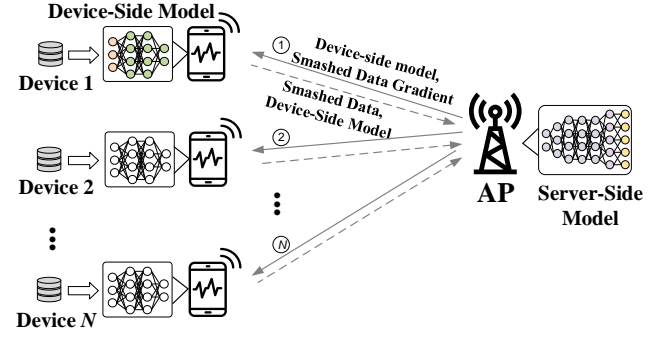 Device-Side Model
Device 1
1
Device-side model,
Smashed Data Gradient
Smashed Data,
Device-Side Model
2
Device 2
AP
Server-Side
Model
N
Device N